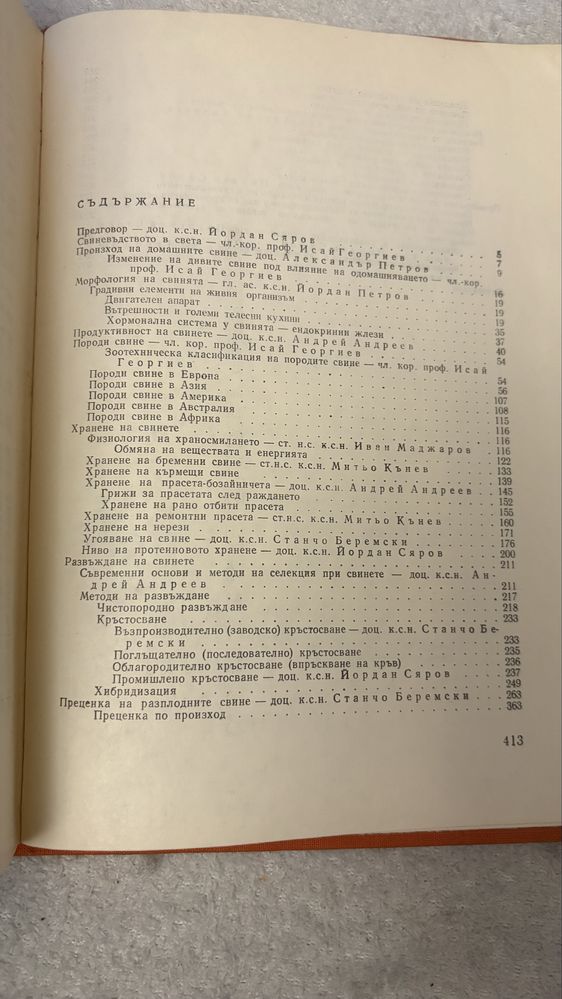 СЪДЪРЖАНИЕ
Предговор — доц. к.с.н. Йордан Сяров . . . . . 5
Свиневъдството в света — чл.-кор. проф. Исай Георгиев . . . . . 7
Произход на домашните свине — доц. Александър Петров . . . . . 9
Изменение на дивите свине под влияние на одомашняването — чл.-кор.
проф. Исай Георгиев . . . . . 16
Морфология на свинята — гл. ас. к.с.н. Йордан Петров . . . . . 19
Градивни елементи на живия организъм . . . . . 19
Двигателен апарат . . . . . 19
Вътрешности и големи телесни кухини . . . . . 19
Хормонална система у свинята — ендокринни жлези . . . . . 35
Продуктивност на свинете — доц. к.с.н. Андрей Андреев . . . . . 37
Породи свине — чл. кор. проф. Исай Георгиев . . . . . 40
Зоотехническа класификация на породите свине — чл. кор. проф. Исай
Георгиев . . . . . 54
Породи свине в Европа . . . . . 54
Породи свине в Азия . . . . . 56
Породи свине в Америка . . . . . 107
Породи свине в Австралия . . . . . 108
Породи свине в Африка . . . . . 115
Хранене на свинете . . . . . 116
Физиология на храносмилането — ст. н.с. к.с.н. Иван Маджаров . . 116
Обмяна на веществата и енергията . . . . . 116
Хранене на бременни свине — ст.н.с. к.с.н. Митьо Кънев . . . . . 122
Хранене на кърмещи свине . . . . . 133
Хранене на прасета-бозайничета — доц. к.с.н. Андрей Андреев . . 139
Грижи за прасетата след раждането . . . . . 145
Хранене на рано отбити прасета . . . . . 152
Хранене на ремонтни прасета — ст.н.с. к.с.н. Митьо Кънев . . . . 155
Хранене на нерези . . . . . 160
Угояване на свине — доц. к.с.н. Станчо Беремски . . . . . 171
Ниво на протеинновото хранене — доц. к.с.н. Йордан Сяров . . . . . 176
Развъждане на свинете . . . . . 200
211
Съвременни основи и методи на селекция при свинете — доц. к.с.н. Ан-
дрей Андреев . . . . . 211
Методи на развъждане . . . . . 217
Чистопородно развъждане . . . . . 218
Кръстосване . . . . . 233
Възпроизводително (заводско) кръстосване — доц. к.с.н. Станчо Бе-
ремски . . . . . 233
Поглъщателно (последователно) кръстосване . . . . . 235
Облагородително кръстосване (впръскване на кръв) . . . . . 236
Промишлено кръстосване — доц. к.с.н. Йордан Сяров . . . . . 237
Хибридизация . . . . . 249
Преценка на разплодните свине — доц. к.с.н. Станчо Беремски . . . 263
Преценка по произход . . . . . 363
413